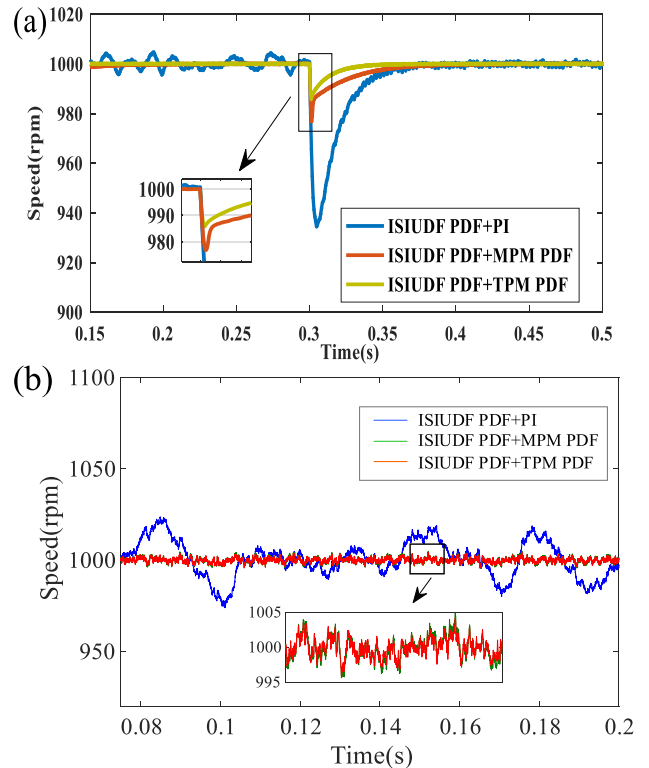 (a)
1020
1000
980
960
940
920
900
Speed(rpm)
1000
990
980
ISIUDF PDF+PI
ISIUDF PDF+MPM PDF
ISIUDF PDF+TPM PDF
0.15 0.2 0.25 0.3 0.35 0.4 0.45 0.5
Time(s)
(b)
1100
1050
1000
950
Speed(rpm)
ISIUDF PDF+PI
ISIUDF PDF+MPM PDF
ISIUDF PDF+TPM PDF
1005
1000
995
0.08 0.1 0.12 0.14 0.16 0.18 0.2
Time(s)